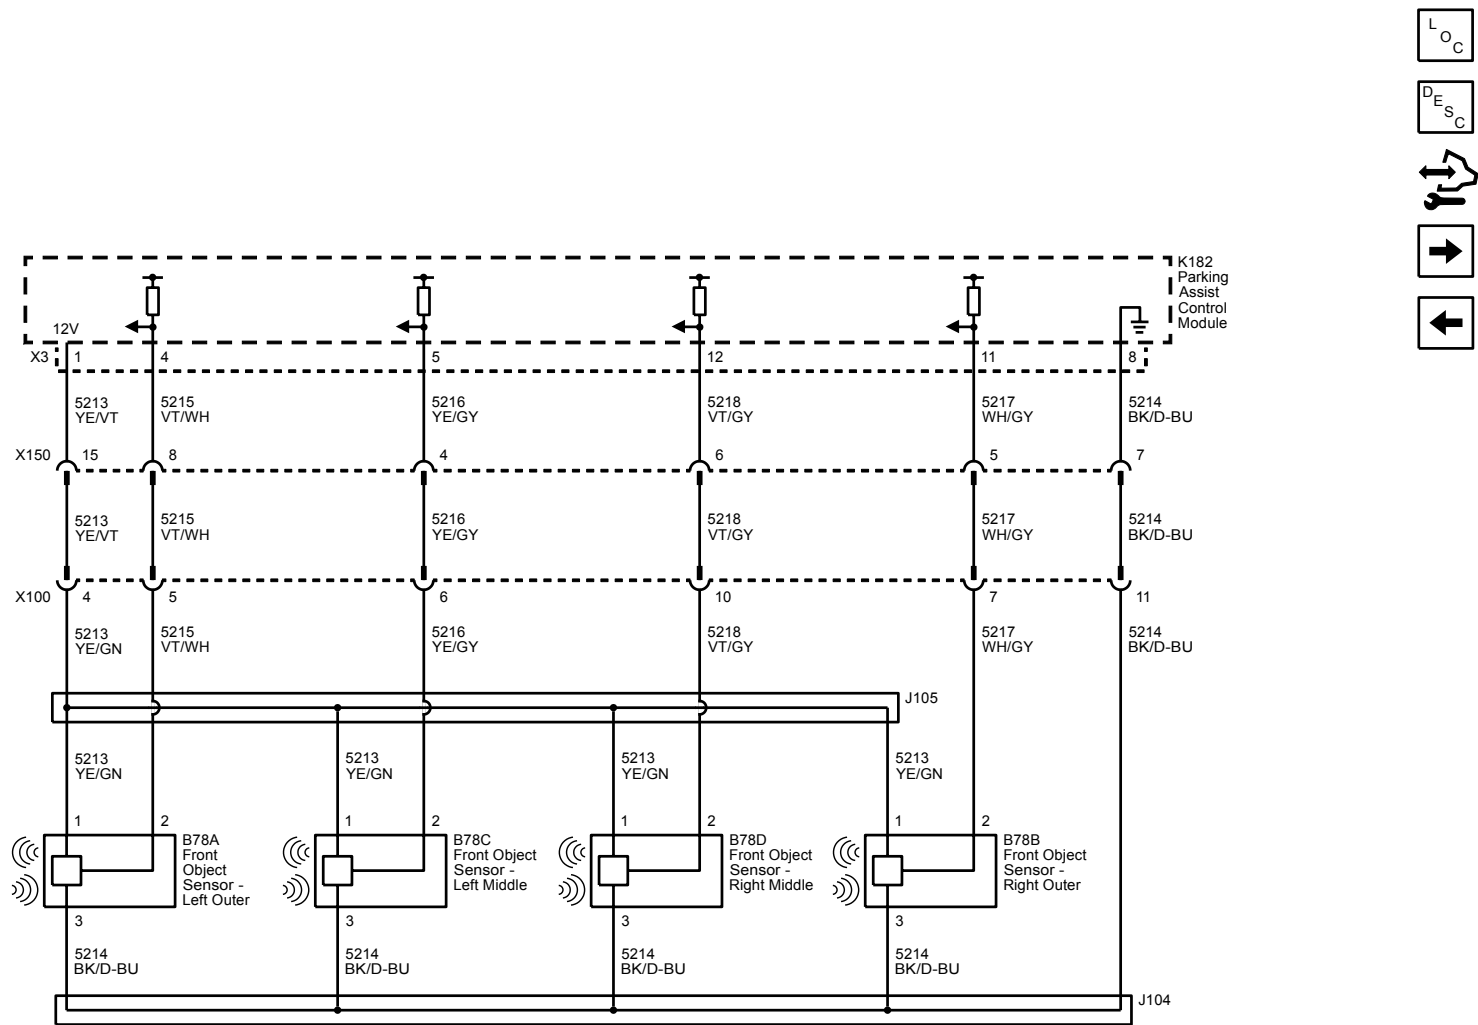 L
O
C
D
E
S
C
K182
Parking
Assist
Control
Module
12V
X3 1 4 5 12 11 8
5213 5215 5216 5218 5217 5214
YE/VT VT/WH YE/GY VT/GY WH/GY BK/D-BU
X150 15 8 4 6 5 7
5213 5215 5216 5218 5217 5214
YE/VT VT/WH YE/GY VT/GY WH/GY BK/D-BU
X100 4 5 6 10 7 11
5213 5215 5216 5218 5217 5214
YE/GN VT/WH YE/GY VT/GY WH/GY BK/D-BU
J105
5213 5213 5213 5213
YE/GN YE/GN YE/GN YE/GN
1 2 1 2 1 2 1 2
B78A
Front
Object
Sensor -
Left Outer
B78C
Front Object
Sensor -
Left Middle
B78D
Front Object
Sensor -
Right Middle
B78B
Front Object
Sensor -
Right Outer
3 3 3 3
5214 5214 5214 5214
BK/D-BU BK/D-BU BK/D-BU BK/D-BU
J104